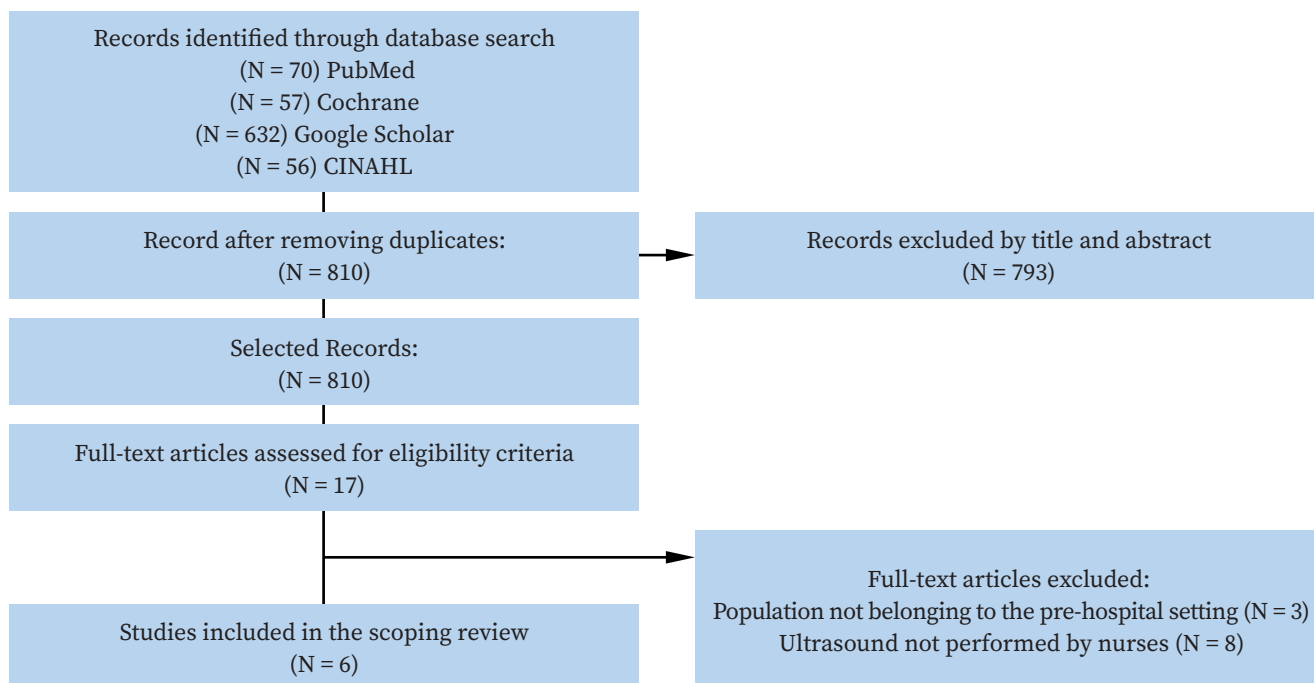 Records identified through database search
(N = 70) PubMed
(N = 57) Cochrane
(N = 632) Google Scholar
(N = 56) CINAHL
Record after removing duplicates:
(N = 810)
Records excluded by title and abstract
(N = 793)
Selected Records:
(N = 810)
Full-text articles assessed for eligibility criteria
(N = 17)
Full-text articles excluded:
Population not belonging to the pre-hospital setting (N = 3)
Ultrasound not performed by nurses (N = 8)
Studies included in the scoping review
(N = 6)